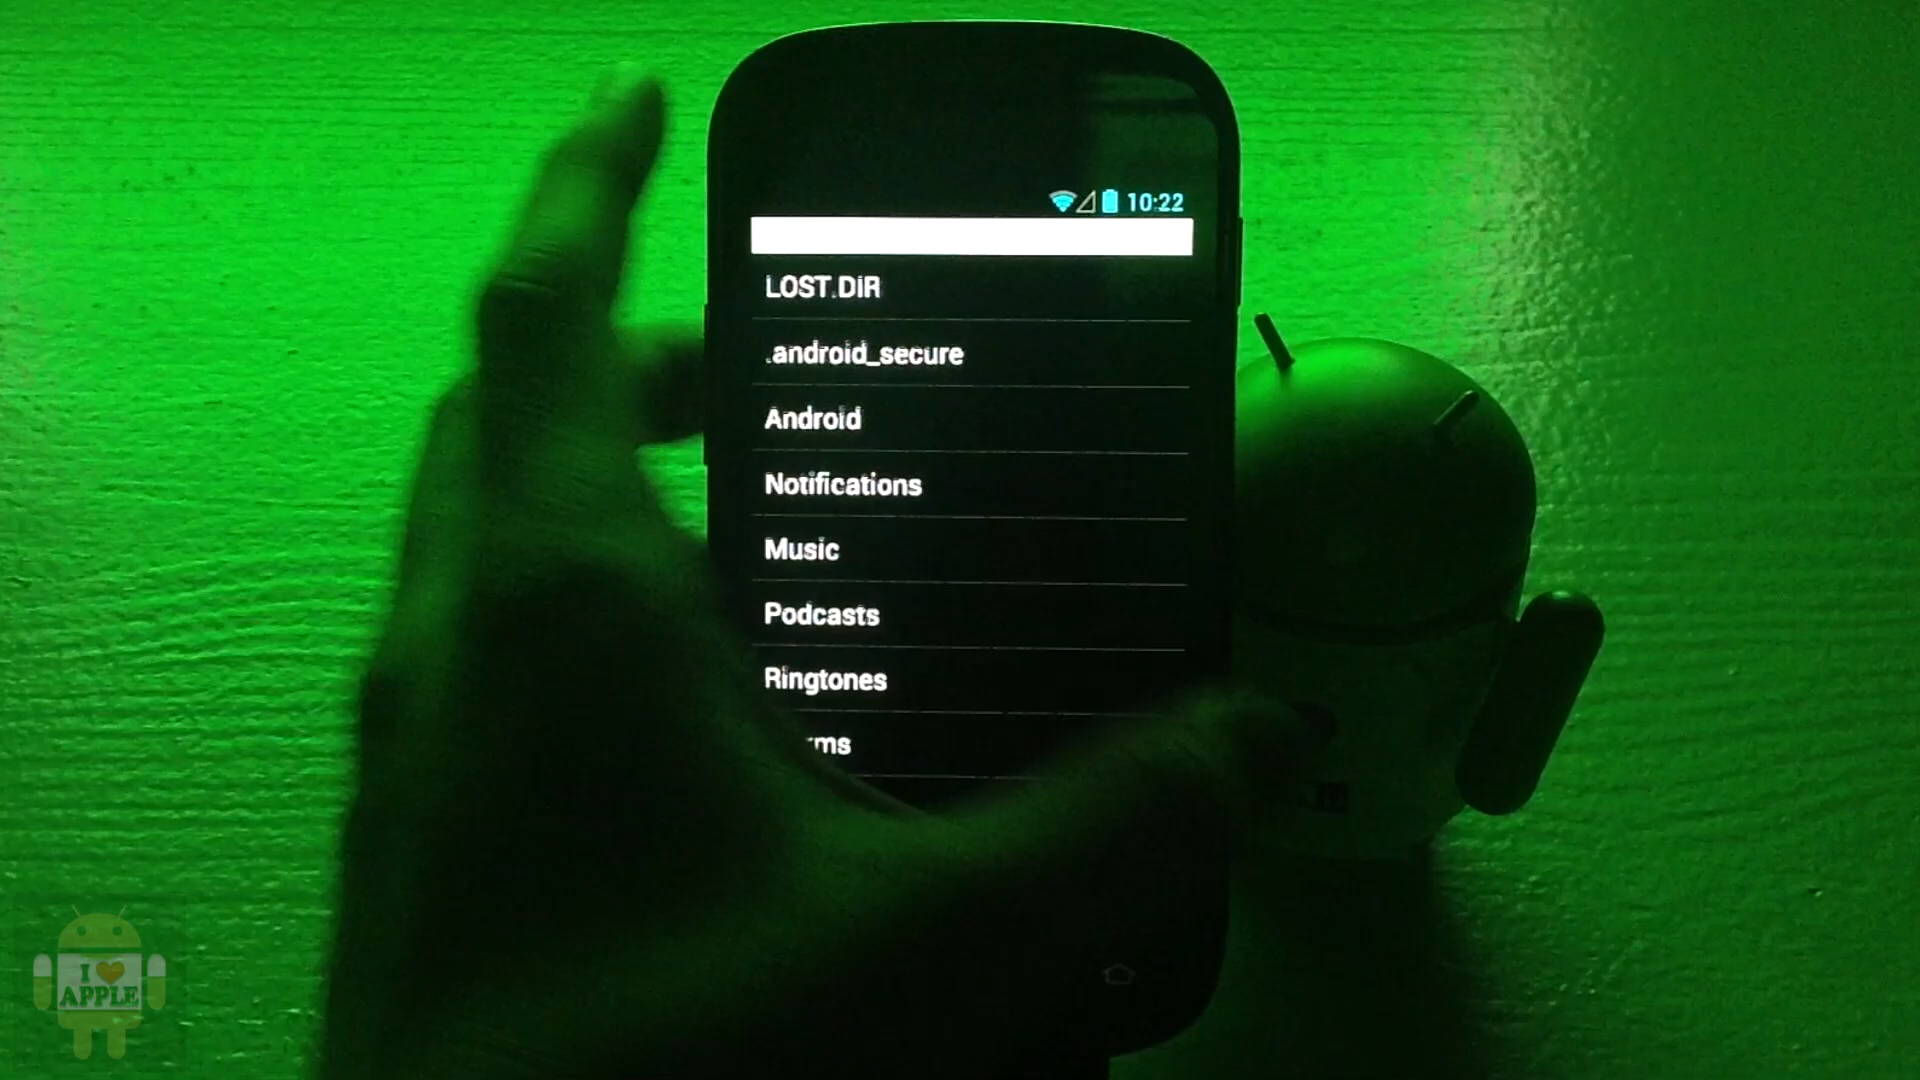 10:22
LOST.DIR
.android_secure
Android
Notifications
Music
Podcasts
Ringtones
I
APPLE